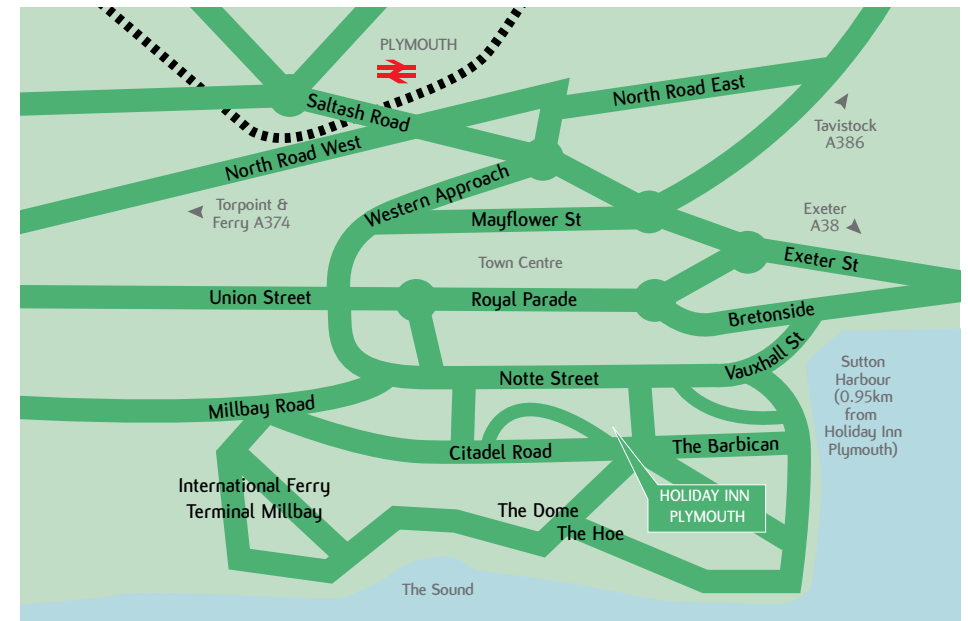 PLYMOUTH
North Road East
Saltash Road
Tavistock
A386
North Road West
Western Approach
Torpoint &
Ferry A374
Mayflower St
Exeter
A38
Exeter St
Town Centre
Union Street
Royal Parade
Bretonside
Vauxhall St
Sutton
Harbour
(0.95km
from
Holiday Inn
Plymouth)
Notte Street
Millbay Road
Citadel Road
The Barbican
International Ferry
Terminal Millbay
HOLIDAY INN
PLYMOUTH
The Dome
The Hoe
The Sound